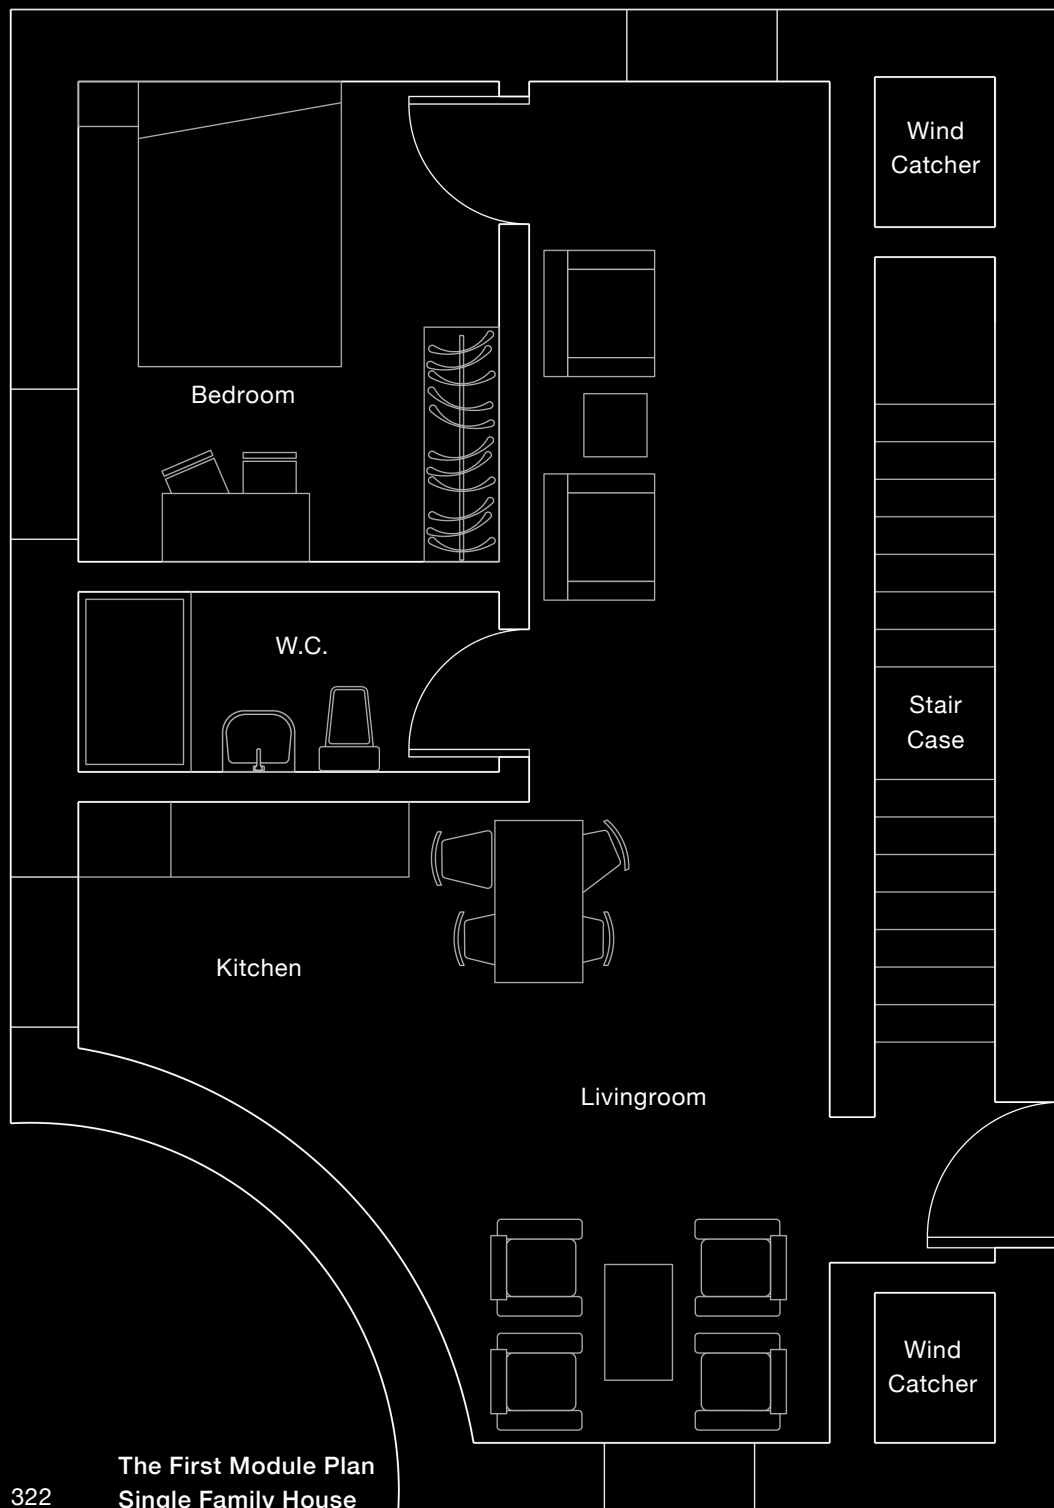 Wind
Catcher
Bedroom
W.C.
Stair
Case
Kitchen
Livingroom
Wind
Catcher
The First Module Plan
322
Single Family House